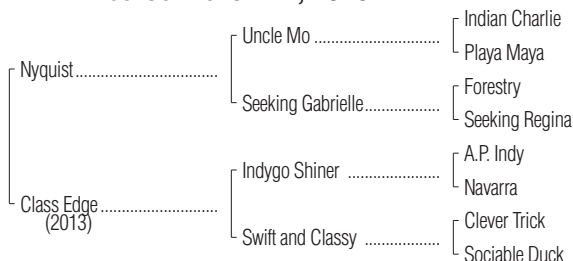 Indian Charlie
Uncle Mo
Playa Maya
Nyquist
Forestry
Seeking Gabrielle
Seeking Regina
A.P. Indy
Indygo Shiner
Navarra
Class Edge
(2013)
Clever Trick
Swift and Classy
Sociable Duck